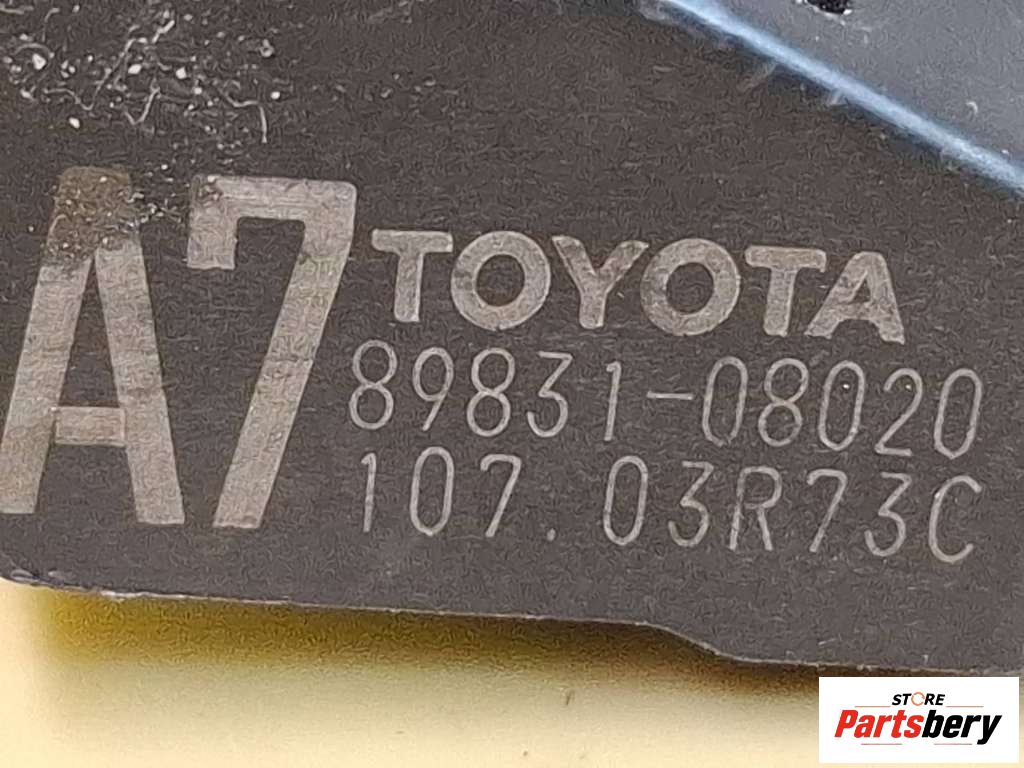 A7 TOYOTA
89831-08020
107.03R73C
STORE
Partsbery